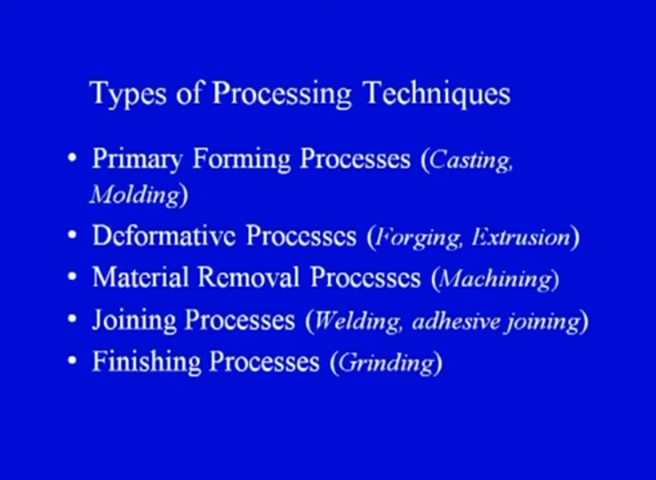 Types of Processing Techniques
• Primary Forming Processes (Casting,
Molding)
• Deformative Processes (Forging, Extrusion)
• Material Removal Processes (Machining)
• Joining Processes (Welding, adhesive joining)
• Finishing Processes (Grinding)